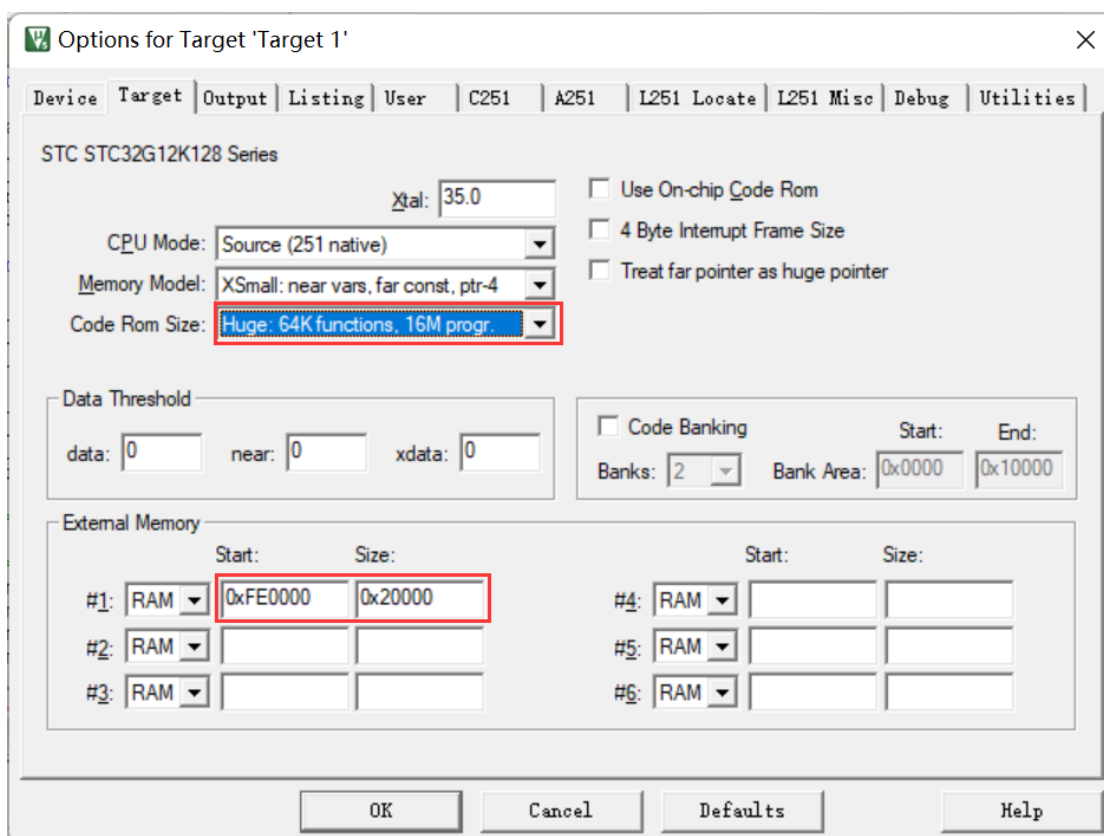 Options for Target 'Target 1'
Device Target Output Listing User C251 A251 L251 Locate L251 Misc Debug Utilities
STC STC32G12K128 Series
Xtal: 35.0
Use On-chip Code Rom
CPU Mode: Source (251 native)
4 Byte Interrupt Frame Size
Memory Model: XSmall: near vars, far const, ptr-4
Treat far pointer as huge pointer
Code Rom Size: Huge: 64K functions, 16M progr.
Data Threshold
data: 0 near: 0 xdata: 0
Code Banking Start: End:
Banks: 2 Bank Area: 0x0000 0x10000
External Memory
Start: Size: Start: Size:
#1: RAM 0xFE0000 0x20000 #4: RAM
#2: RAM #5: RAM
#3: RAM #6: RAM
OK Cancel Defaults Help